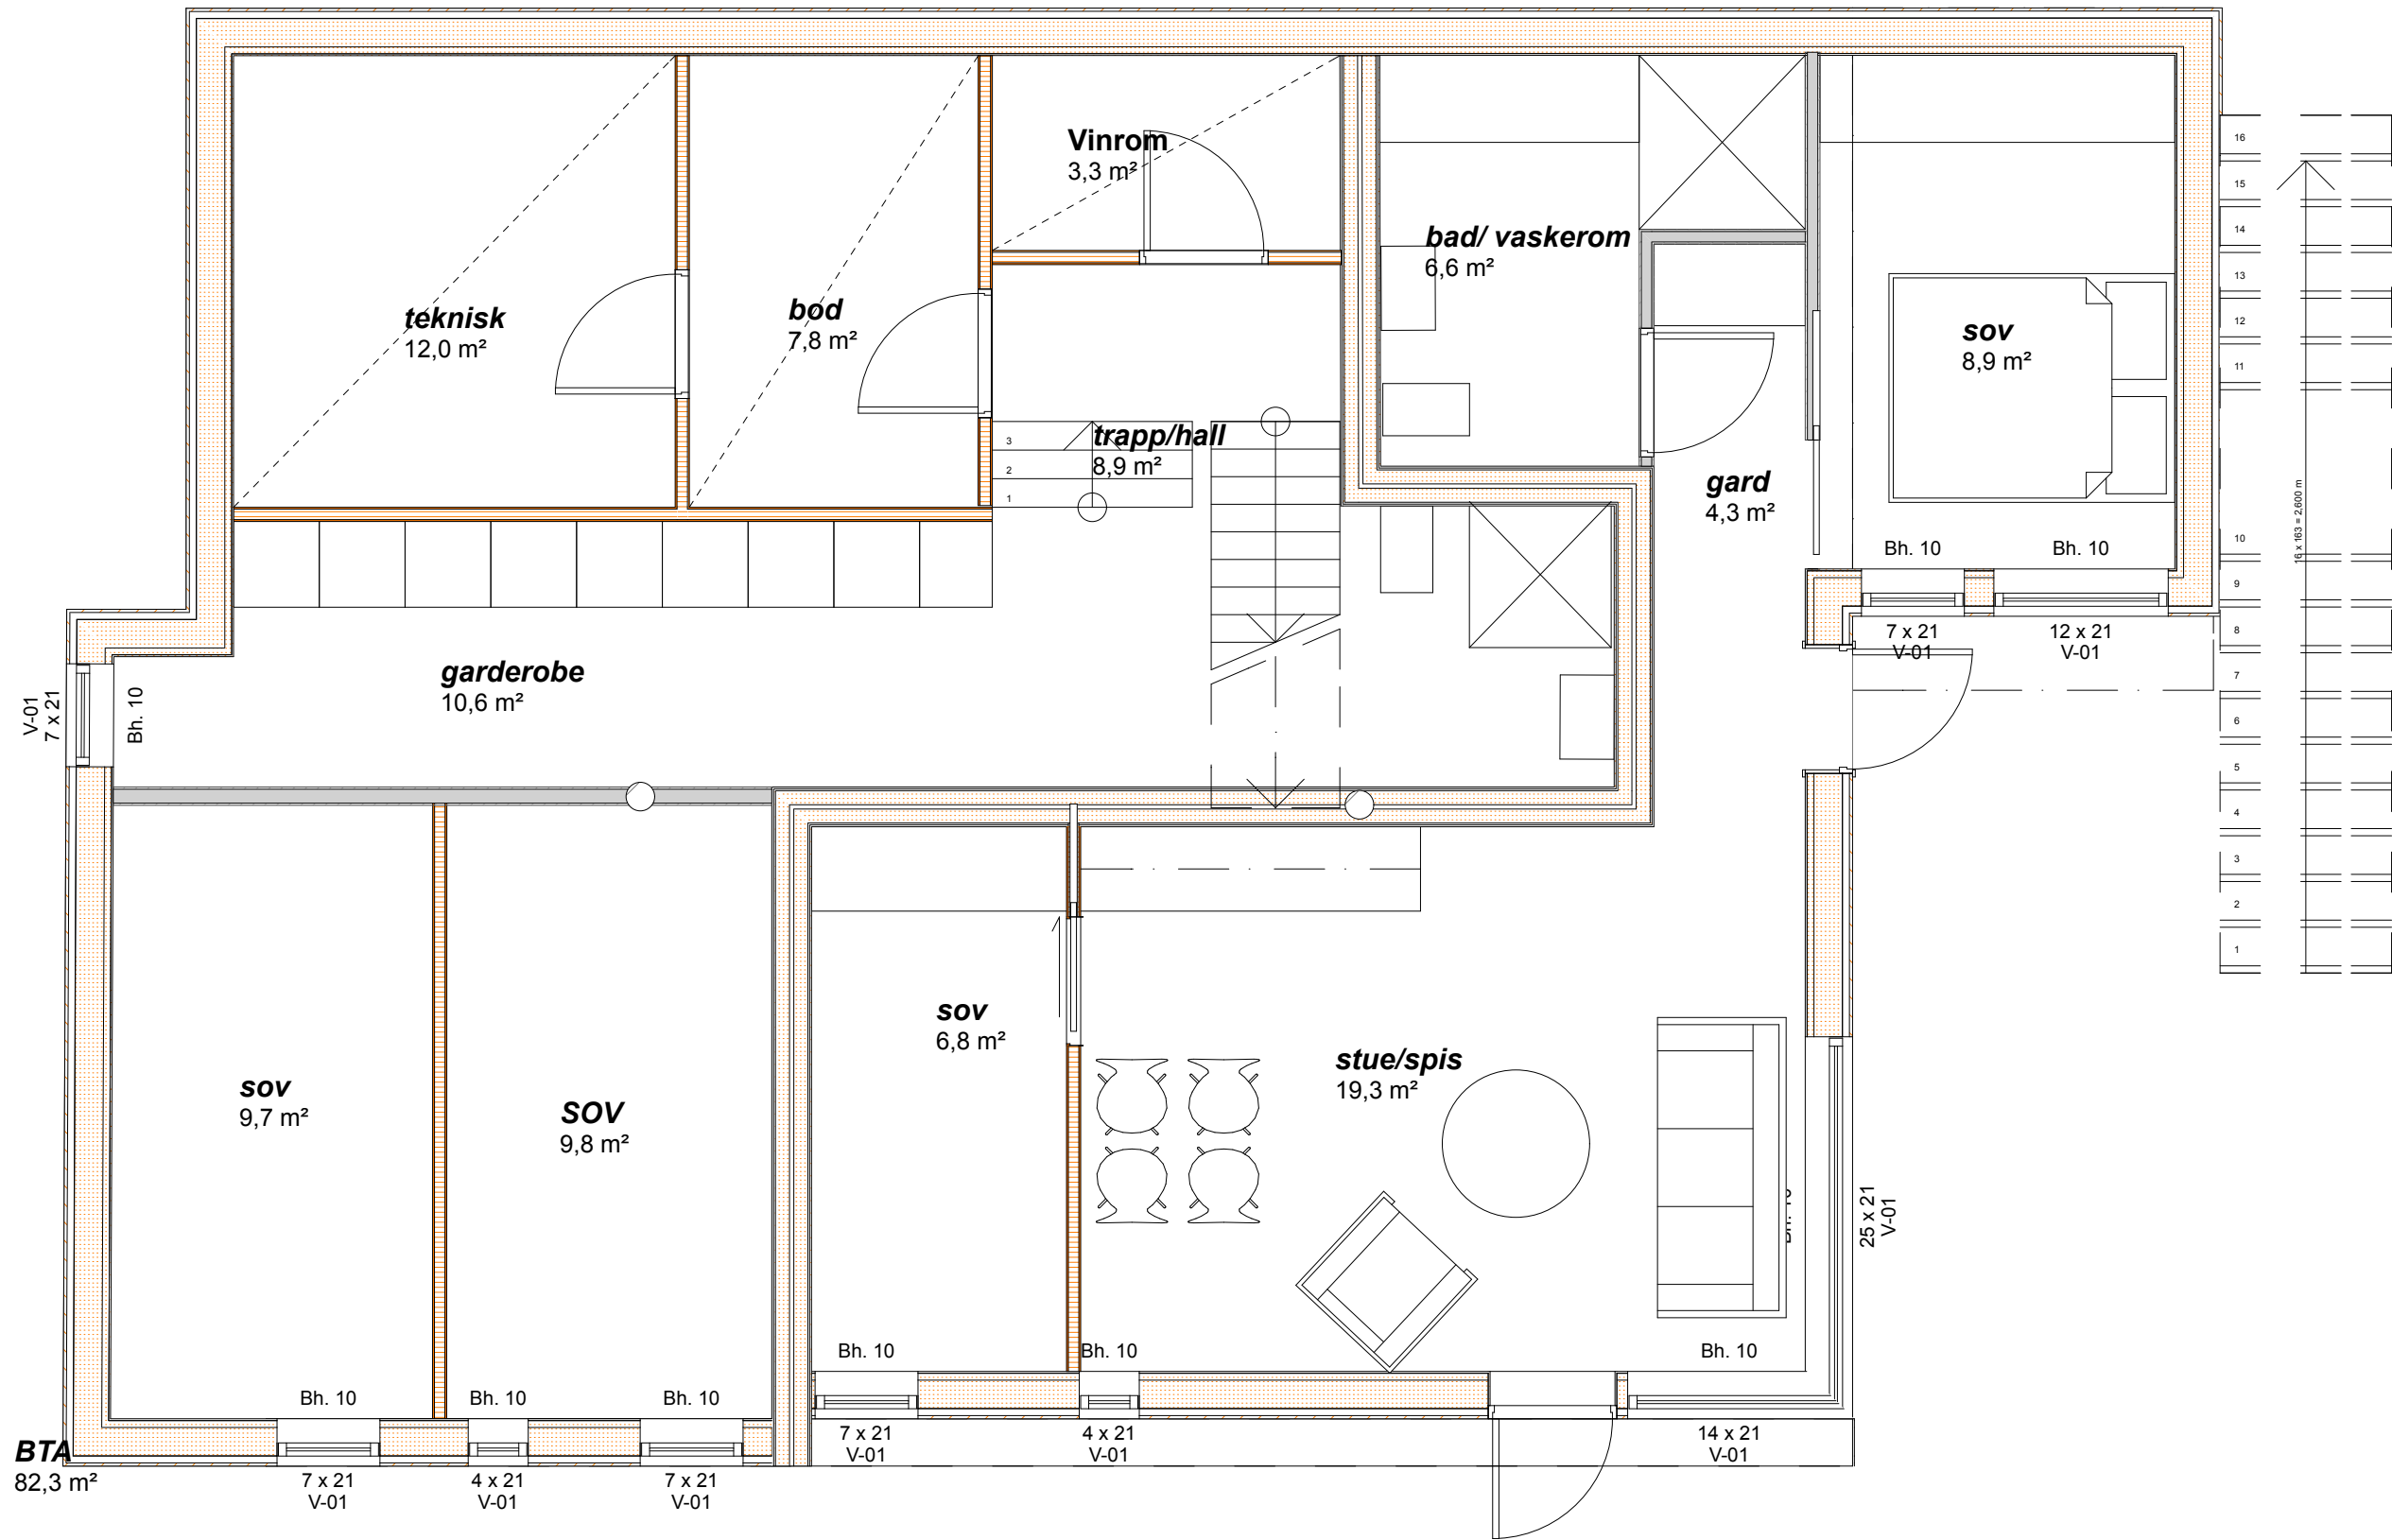 Vinrom
3,3 m²
bad/ vaskerom
6,6 m²
teknisk
12,0 m²
bod
7,8 m²
sov
8,9 m²
trapp/hall
8,9 m²
3
2
1
gard
4,3 m²
Bh. 10
Bh. 10
7 x 21
V-01
12 x 21
V-01
garderobe
10,6 m²
V-01
7 x 21
Bh. 10
16
15
14
13
12
11
10
9
8
7
6
5
4
3
2
1
16 x 163 = 2,600 m
sov
9,7 m²
SOV
9,8 m²
sov
6,8 m²
stue/spis
19,3 m²
25 x 21
V-01
Bh. 10
Bh. 10
Bh. 10
Bh. 10
Bh. 10
Bh. 10
Bh. 10
7 x 21
V-01
4 x 21
V-01
14 x 21
V-01
BTA
82,3 m²
7 x 21
V-01
4 x 21
V-01
7 x 21
V-01